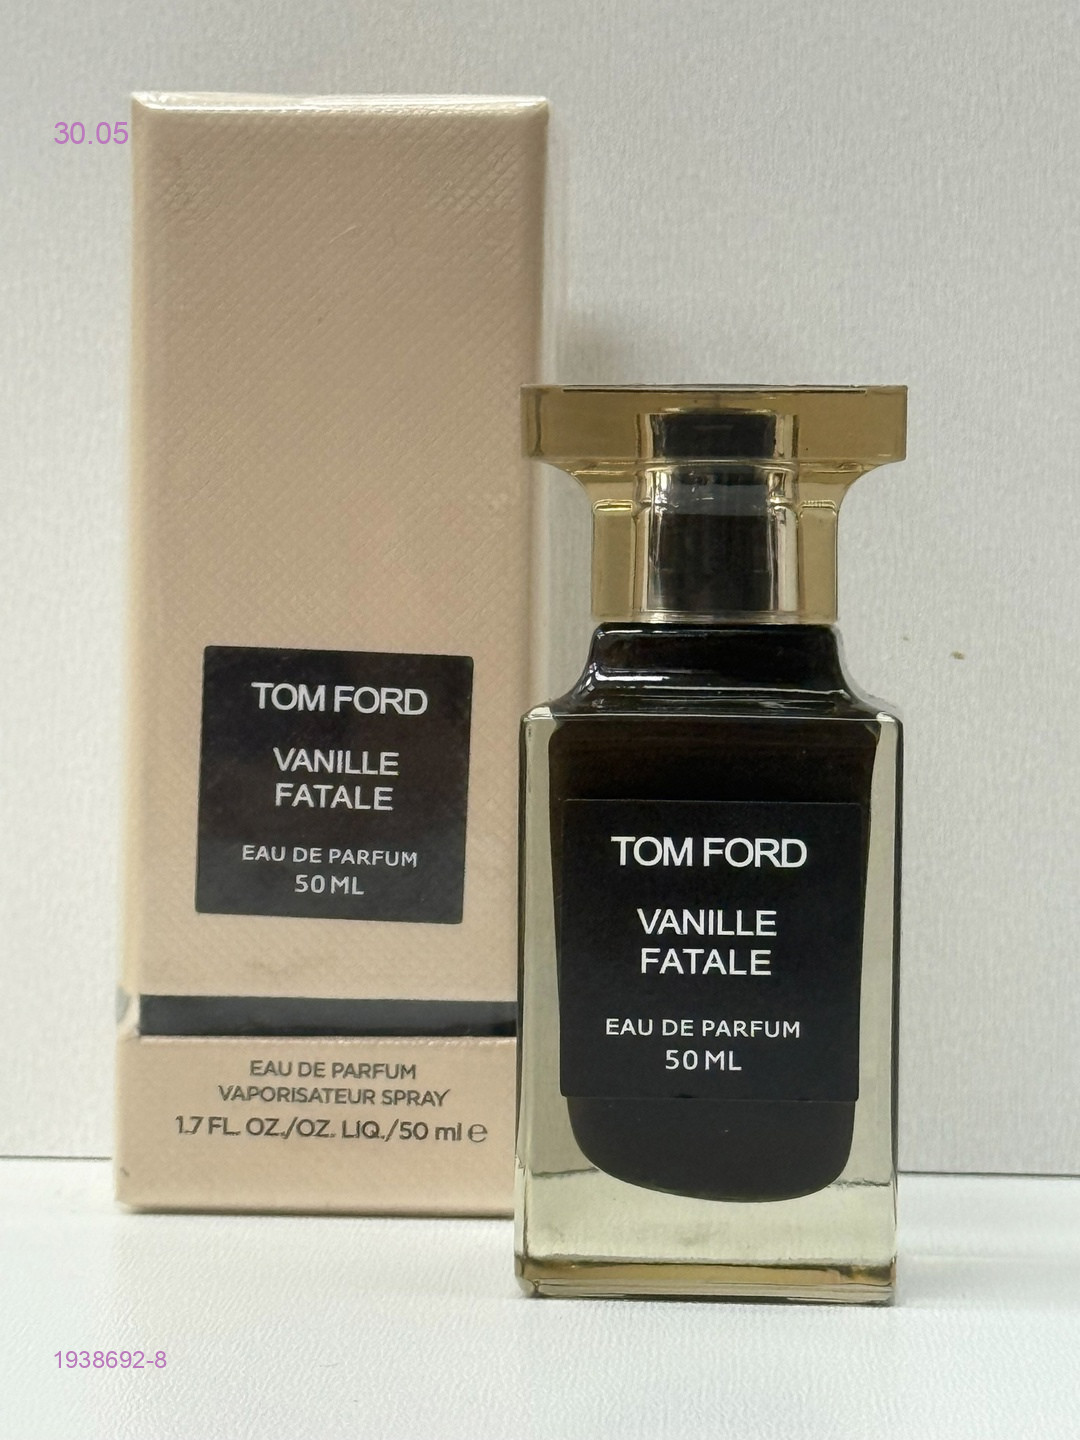 30.05
TOM FORD
VANILLE
FATALE
EAU DE PARFUM
50 ML
EAU DE PARFUM
VAPORISATEUR SPRAY
1.7 FL. OZ./OZ. LIQ./50 ml e
TOM FORD
VANILLE
FATALE
EAU DE PARFUM
50 ML
1938692-8